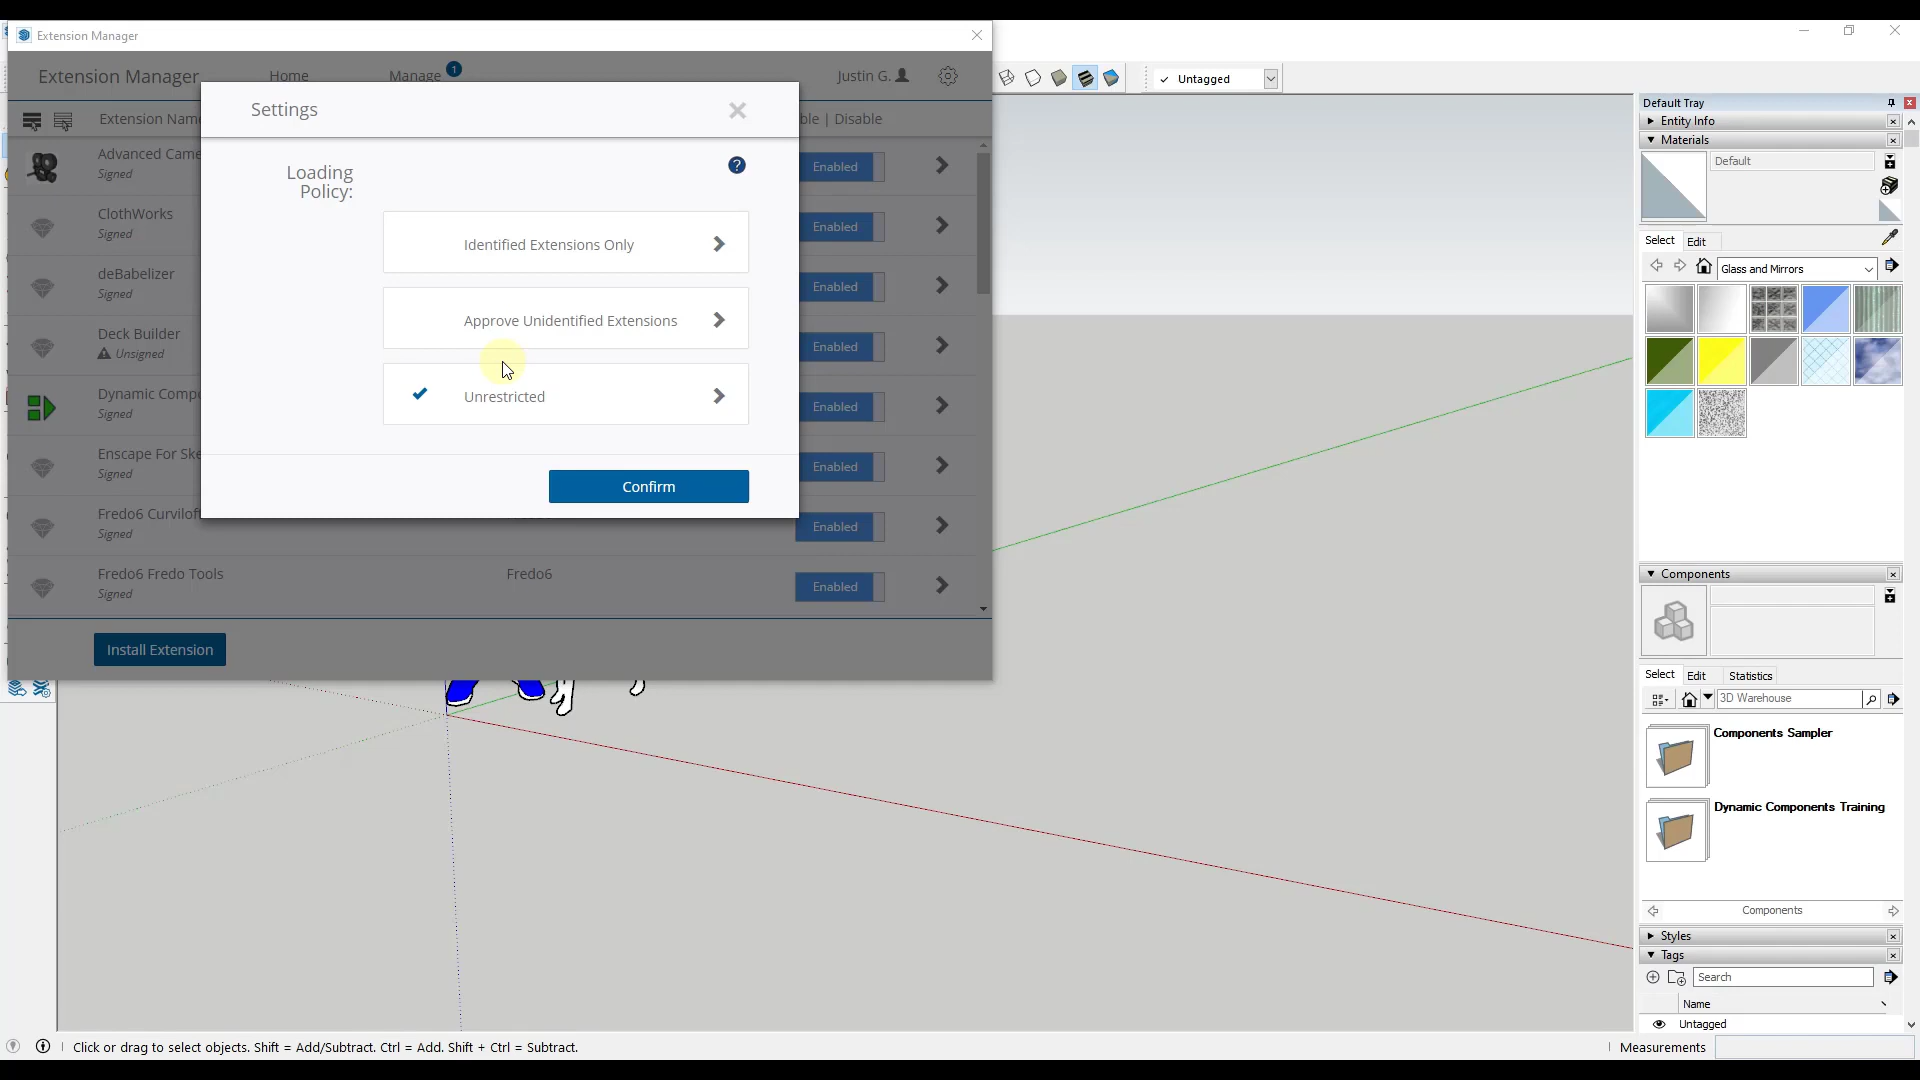 Extension Manager
Extension Manager
Home
Manage
1
Justin G.
Untagged
Settings
Extension Name
ble | Disable
Loading
Policy:
Identified Extensions Only
Approve Unidentified Extensions
Unrestricted
Confirm
Advanced Came
Signed
Enabled
ClothWorks
Signed
Enabled
deBabelizer
Signed
Enabled
Deck Builder
Unsigned
Enabled
Dynamic Compo
Signed
Enabled
Enscape For Ske
Signed
Enabled
Fredo6 Curviloft
Signed
Enabled
Fredo6 Fredo Tools
Signed
Fredo6
Enabled
Install Extension
Default Tray
Entity Info
Materials
Default
Select
Edit
Glass and Mirrors
Components
Select
Edit
Statistics
3D Warehouse
Components Sampler
Dynamic Components Training
Components
Styles
Tags
Search
Name
Untagged
Click or drag to select objects. Shift = Add/Subtract. Ctrl = Add. Shift + Ctrl = Subtract.
Measurements